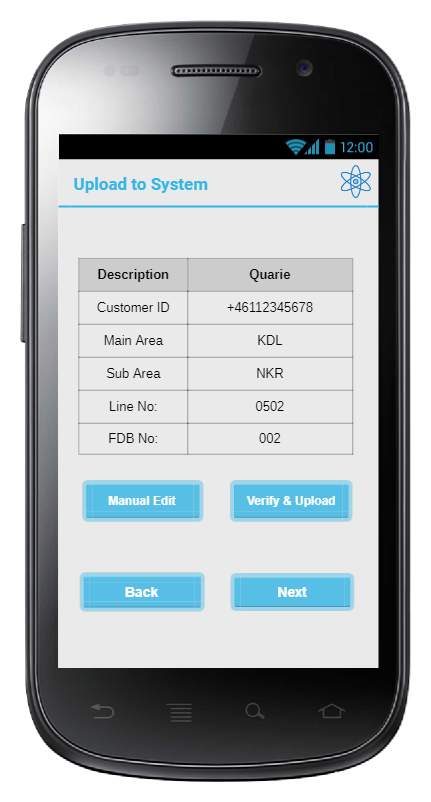 12:00
Upload to System
Description Quarie
Customer ID +46112345678
Main Area KDL
Sub Area NKR
Line No: 0502
FDB No: 002
Manual Edit Verify & Upload
Back Next